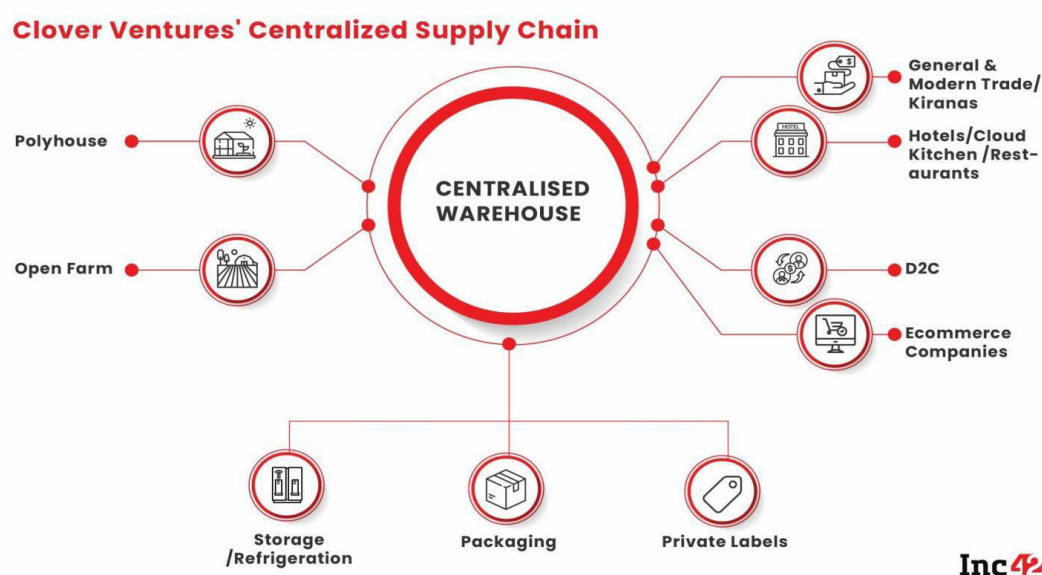 Clover Ventures' Centralized Supply Chain
Polyhouse
Open Farm
CENTRALISED
WAREHOUSE
General &
Modern Trade/
Kiranas
HOTEL
Hotels/Cloud
Kitchen /Rest-
aurants
D2C
Ecommerce
Companies
Storage
/Refrigeration
Packaging
Private Labels
Inc42